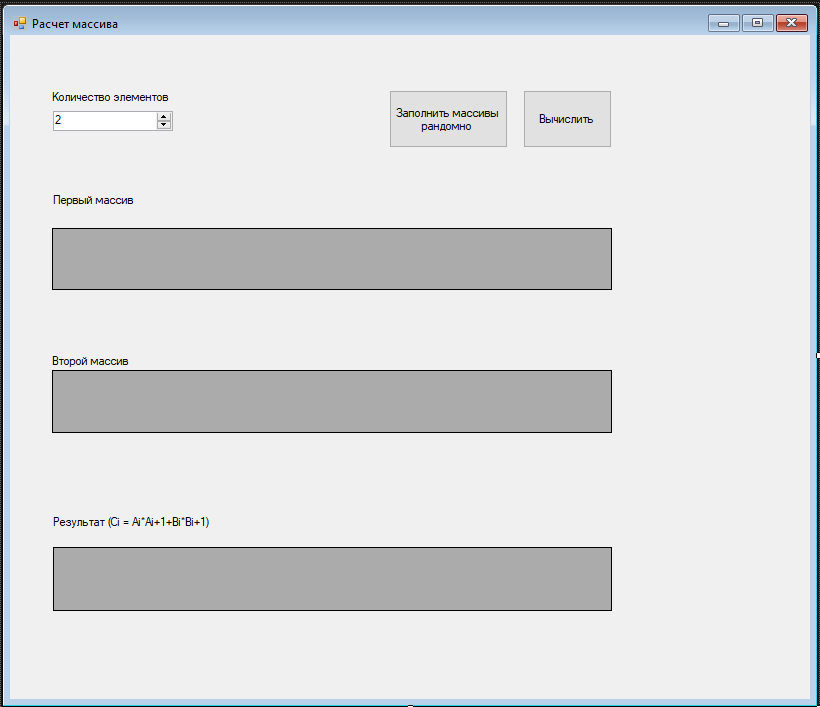 Расчет массива
Количество элементов
2
Заполнить массивы
рандомно
Вычислить
Первый массив
Второй массив
Результат (Ci = Ai*Ai+1+Bi*Bi+1)